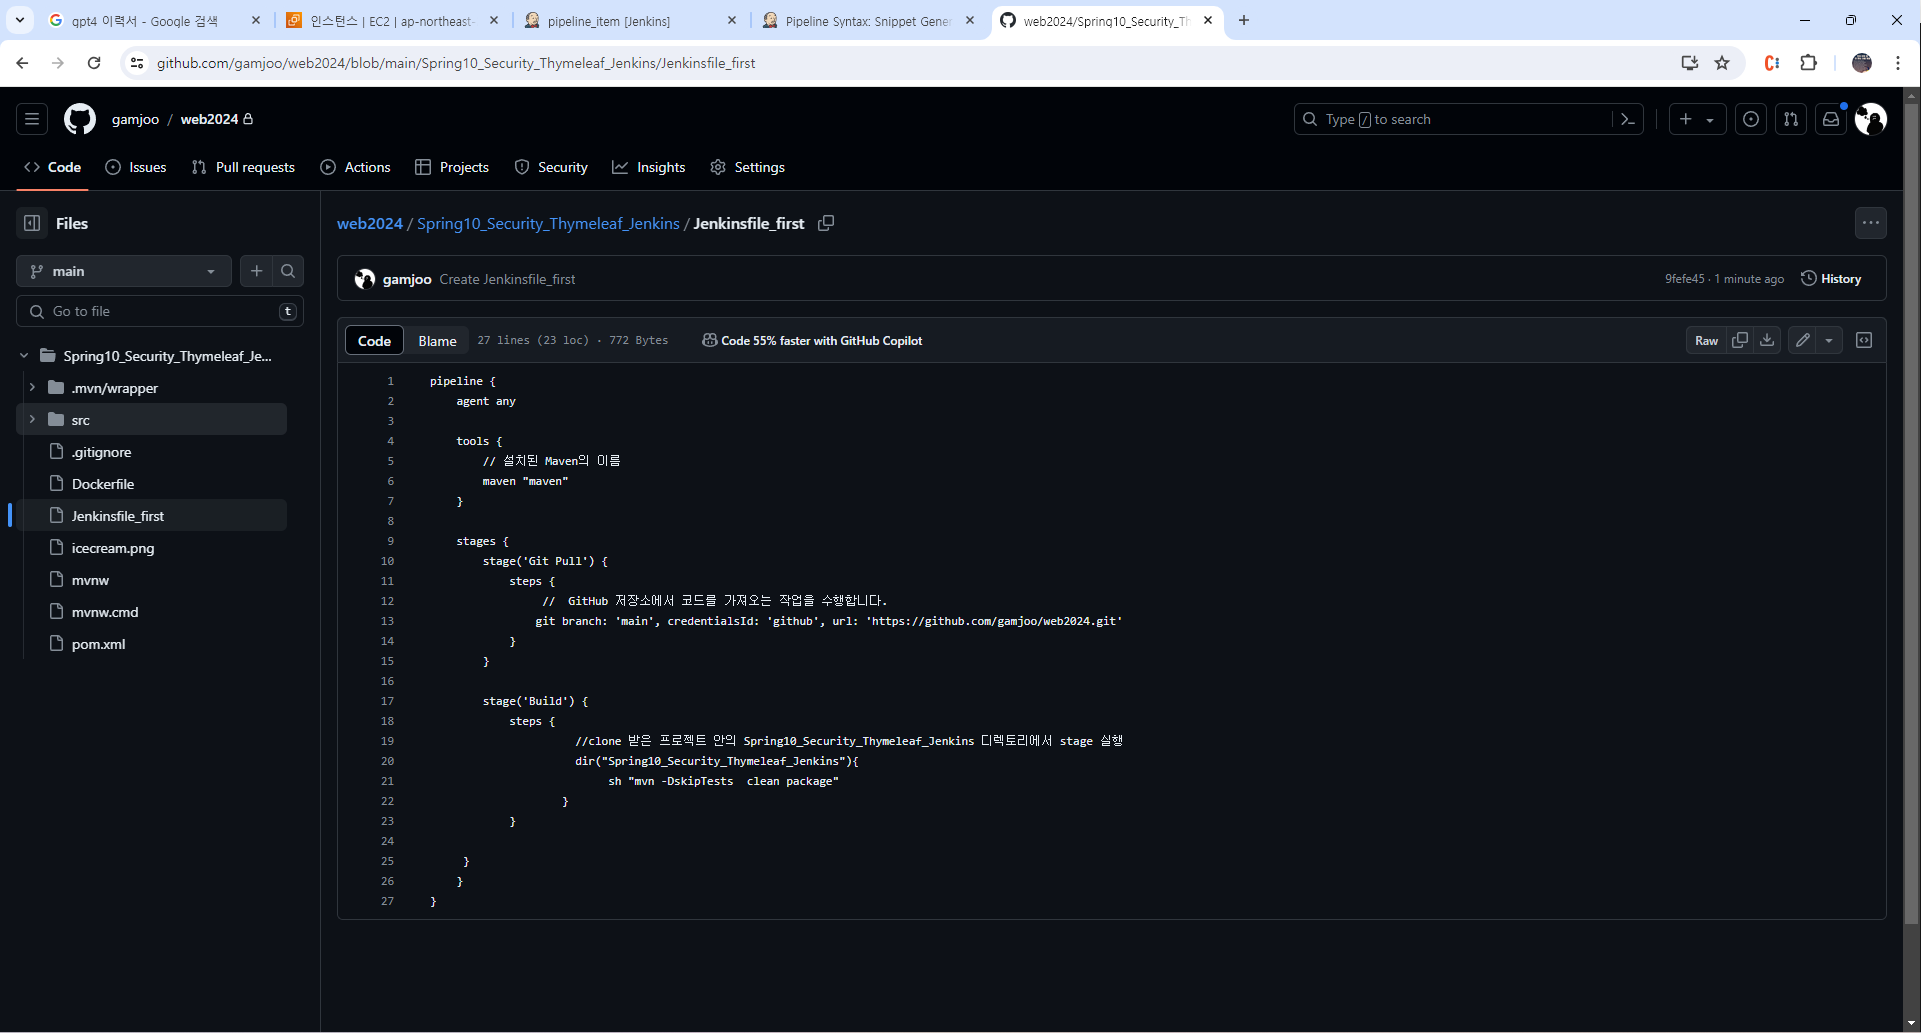 gpt4 이력서 - Google 검색
인스턴스 | EC2 | ap-northeast-
pipeline_item [Jenkins]
Pipeline Syntax: Snippet Gener
web2024/Spring10_Security_Th
github.com/gamjoo/web2024/blob/main/Spring10_Security_Thymeleaf_Jenkins/Jenkinsfile_first
gamjoo / web2024
Type / to search
Code
Issues
Pull requests
Actions
Projects
Security
Insights
Settings
Files
main
Go to file
t
Spring10_Security_Thymeleaf_Je...
.mvn/wrapper
src
.gitignore
Dockerfile
Jenkinsfile_first
icecream.png
mvnw
mvnw.cmd
pom.xml
web2024 / Spring10_Security_Thymeleaf_Jenkins / Jenkinsfile_first
gamjoo Create Jenkinsfile_first
9fefe45 · 1 minute ago
History
Code
Blame
27 lines (23 loc) · 772 Bytes
Code 55% faster with GitHub Copilot
Raw
1 pipeline {
2 agent any
3
4 tools {
5 // 설치된 Maven의 이름
6 maven "maven"
7 }
8
9 stages {
10 stage('Git Pull') {
11 steps {
12 //  GitHub 저장소에서 코드를 가져오는 작업을 수행합니다.
13 git branch: 'main', credentialsId: 'github', url: 'https://github.com/gamjoo/web2024.git'
14 }
15 }
16
17 stage('Build') {
18 steps {
19 //clone 받은 프로젝트 안의 Spring10_Security_Thymeleaf_Jenkins 디렉토리에서 stage 실행
20 dir("Spring10_Security_Thymeleaf_Jenkins"){
21 sh "mvn -DskipTests  clean package"
22 }
23 }
24
25 }
26 }
27 }